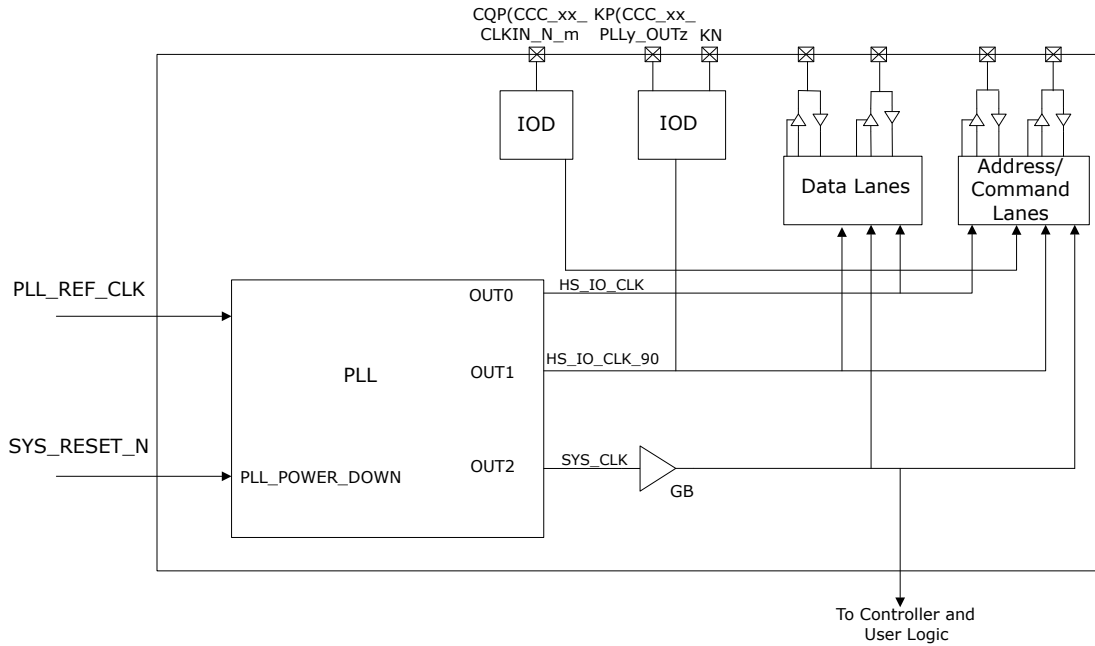 CQP(CCC_xx_
CLKIN_N_m
KP(CCC_xx_
PLLy_OUTz
KN
IOD
IOD
Data Lanes
Address/
Command
Lanes
PLL_REF_CLK
OUT0
HS_IO_CLK
PLL
OUT1
HS_IO_CLK_90
SYS_RESET_N
PLL_POWER_DOWN
OUT2
SYS_CLK
GB
To Controller and
User Logic